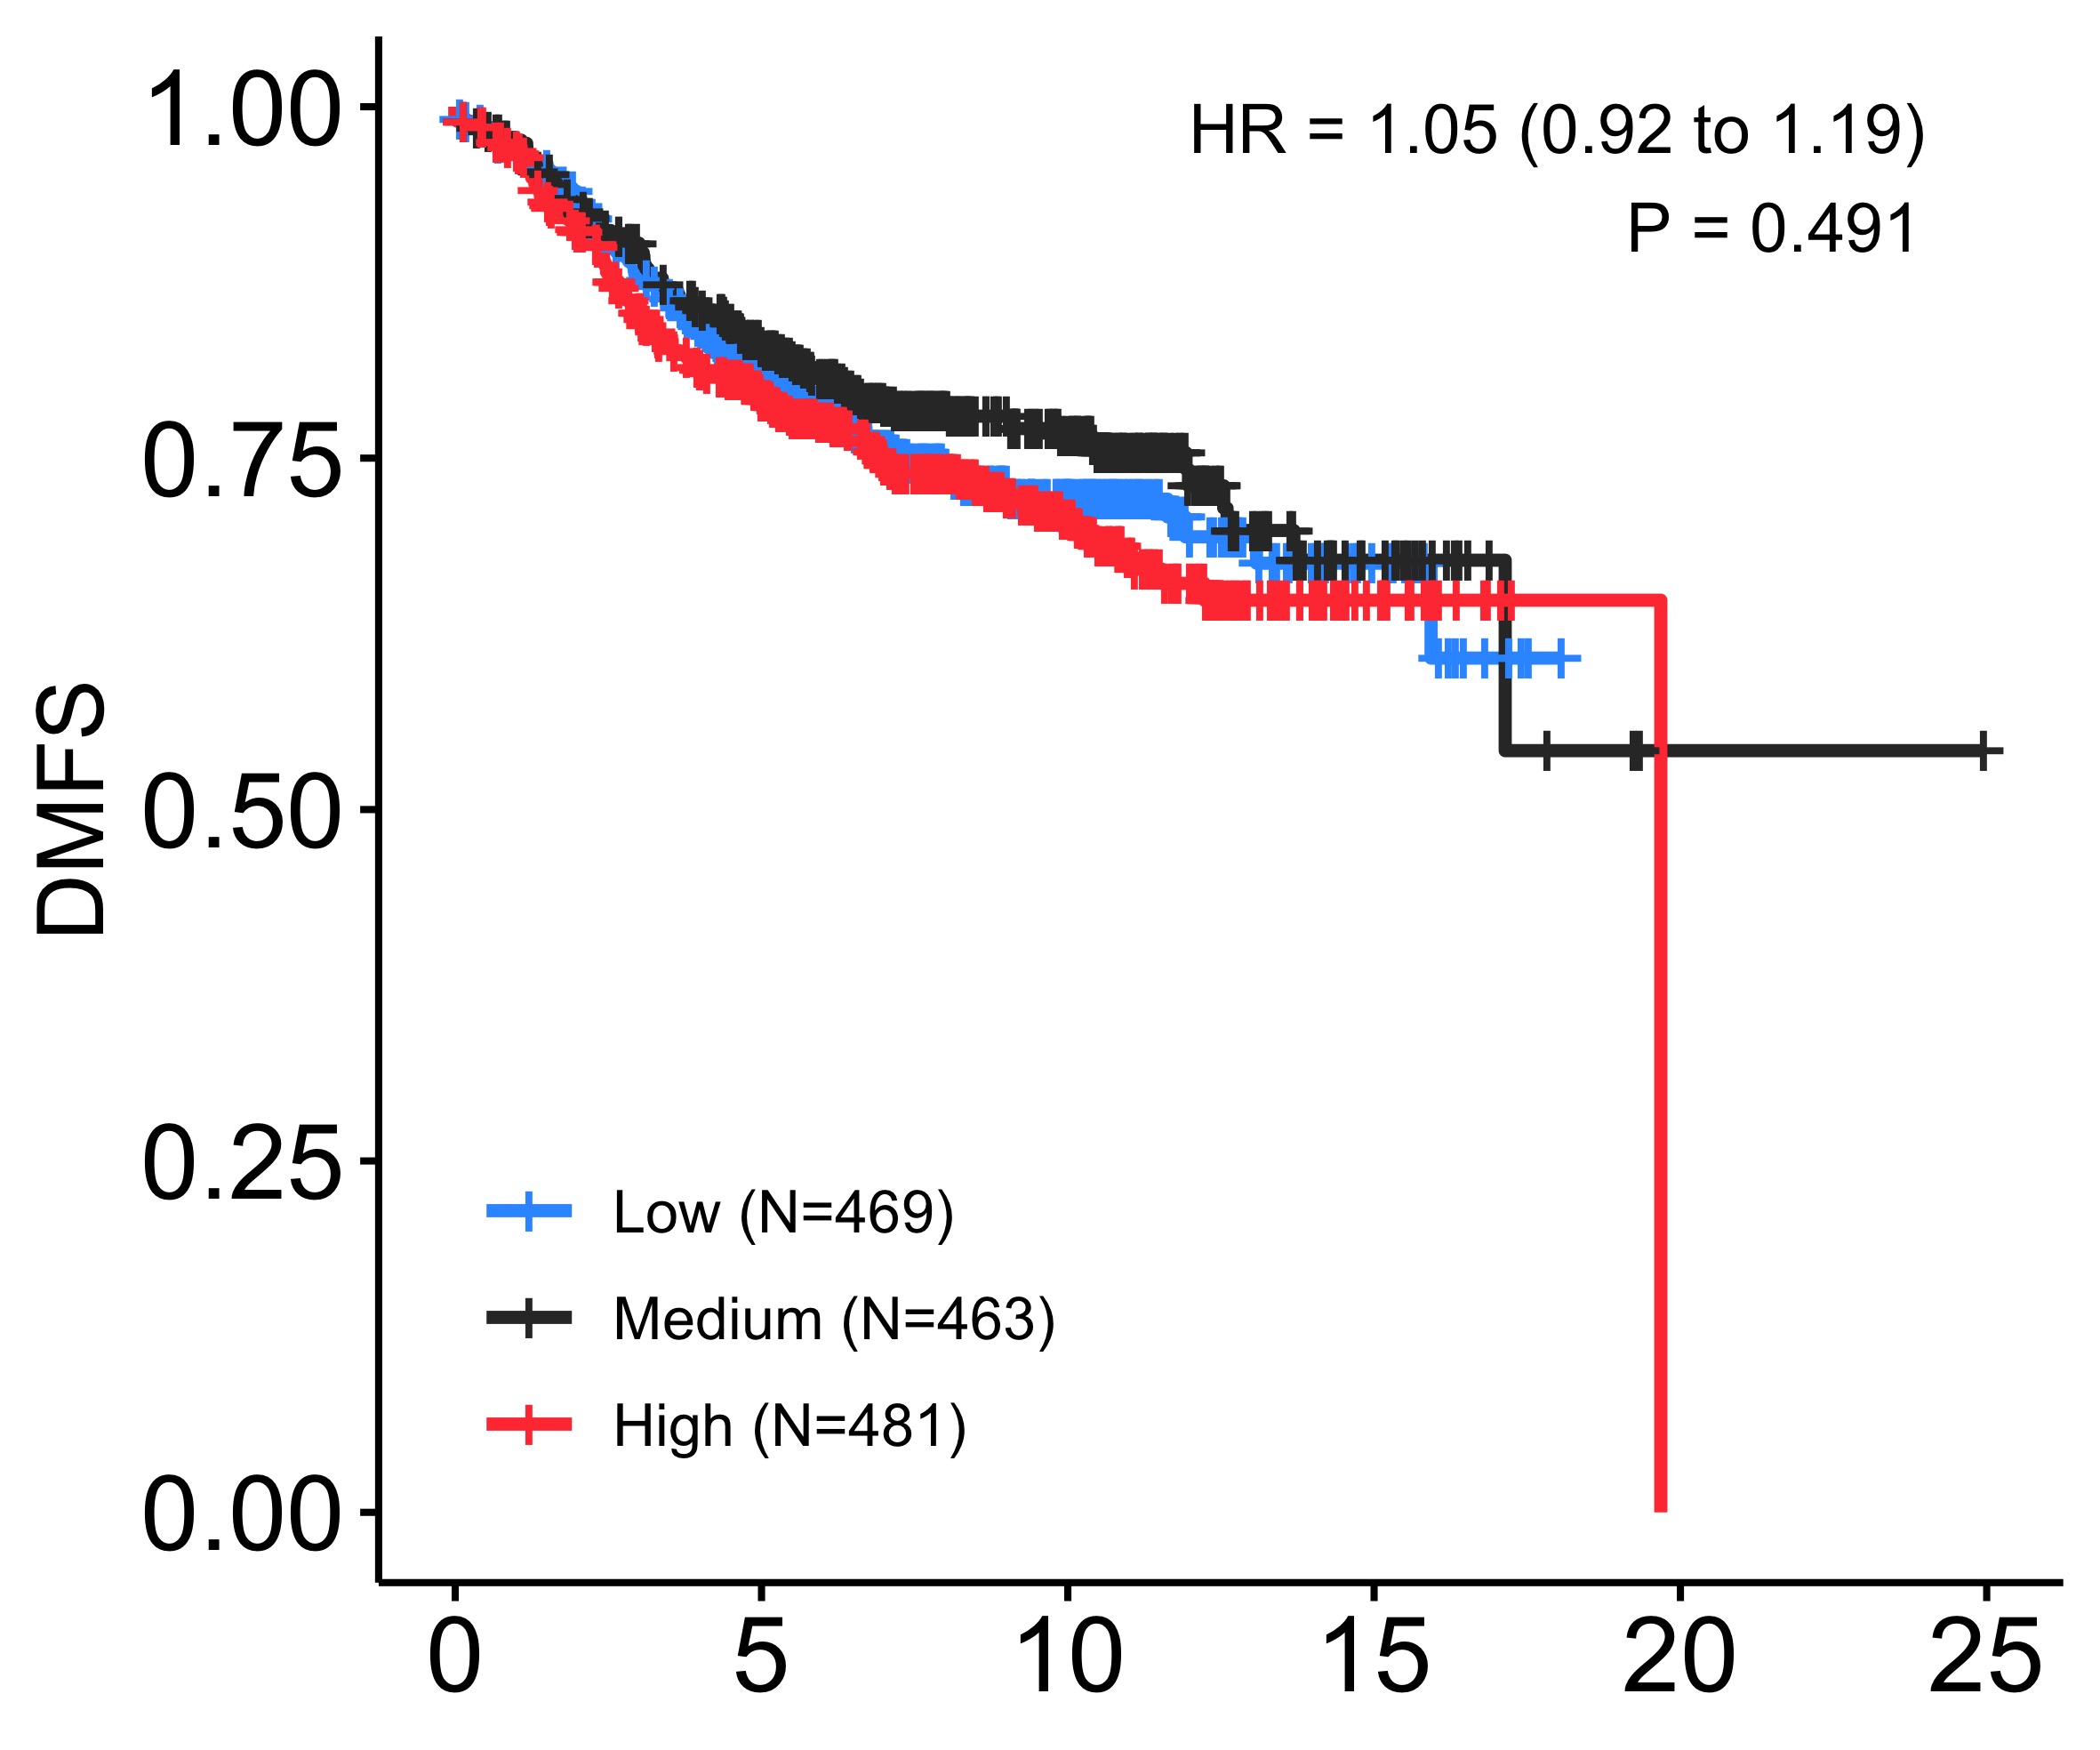 HR = 1.05 (0.92 to 1.19)
P = 0.491
DMFS
1.00
0.75
0.50
0.25
0.00
Low (N=469)
Medium (N=463)
High (N=481)
0 5 10 15 20 25